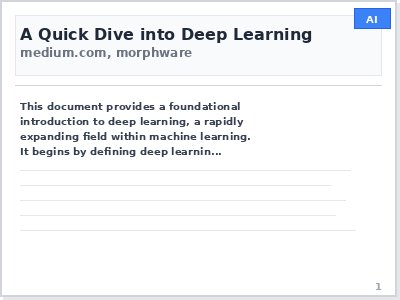 AI
A Quick Dive into Deep Learning
medium.com, morphware
This document provides a foundational
introduction to deep learning, a rapidly
expanding field within machine learning.
It begins by defining deep learnin...
1